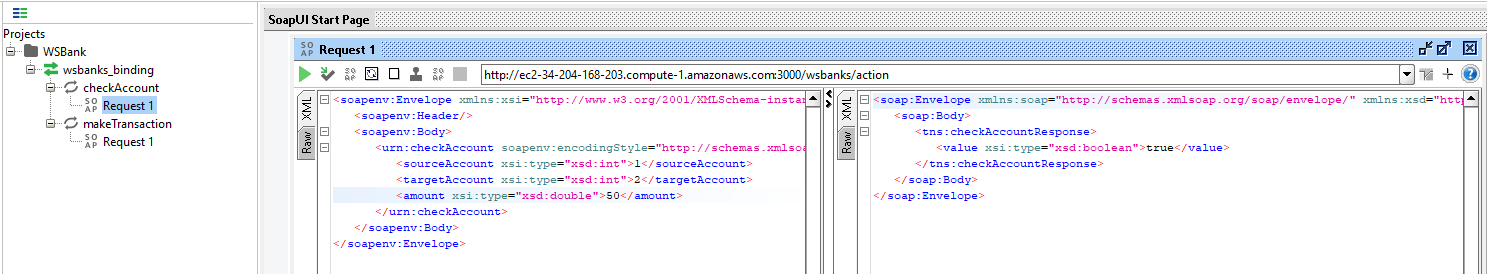 SoapUI Start Page
Projects
WSBank
wsbanks_binding
checkAccount
SO AP Request 1
makeTransaction
SO AP Request 1
SO AP Request 1
SO AP SO AP http://ec2-34-204-168-203.compute-1.amazonaws.com:3000/wsbanks/action
XML
Raw
<soapenv:Envelope xmlns:xsi="http://www.w3.org/2001/XMLSchema-instan
<soapenv:Header/>
<soapenv:Body>
<urn:checkAccount soapenv:encodingStyle="http://schemas.xmlsoa
<sourceAccount xsi:type="xsd:int">1</sourceAccount>
<targetAccount xsi:type="xsd:int">2</targetAccount>
<amount xsi:type="xsd:double">50</amount>
</urn:checkAccount>
</soapenv:Body>
</soapenv:Envelope>
XML
Raw
<soap:Envelope xmlns:soap="http://schemas.xmlsoap.org/soap/envelope/" xmlns:xsd="http
<soap:Body>
<tns:checkAccountResponse>
<value xsi:type="xsd:boolean">true</value>
</tns:checkAccountResponse>
</soap:Body>
</soap:Envelope>